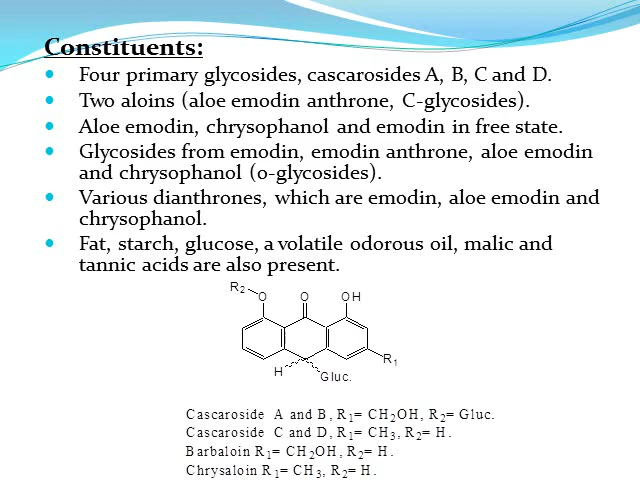 Constituents:
Four primary glycosides, cascarosides A, B, C and D.
Two aloins (aloe emodin anthrone, C-glycosides).
Aloe emodin, chrysophanol and emodin in free state.
Glycosides from emodin, emodin anthrone, aloe emodin
and chrysophanol (o-glycosides).
Various dianthrones, which are emodin, aloe emodin and
chrysophanol.
Fat, starch, glucose, a volatile odorous oil, malic and
tannic acids are also present.
R2
O O OH
R1
H
Gluc.
Cascaroside A and B, R1= CH2OH, R2= Gluc.
Cascaroside C and D, R1= CH3, R2= H.
Barbaloin R1= CH2OH, R2= H.
Chrysaloin R1= CH3, R2= H.